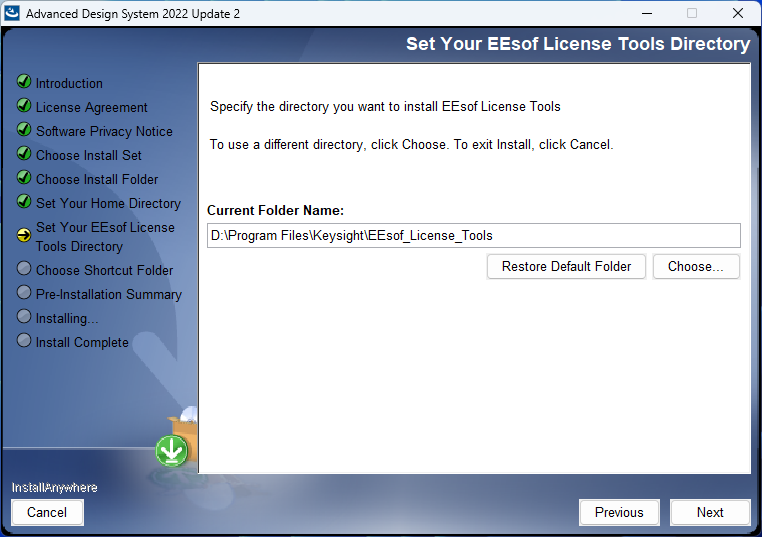 Advanced Design System 2022 Update 2
Set Your EEsof License Tools Directory
Introduction
License Agreement
Software Privacy Notice
Choose Install Set
Choose Install Folder
Set Your Home Directory
Set Your EEsof License
Tools Directory
Choose Shortcut Folder
Pre-Installation Summary
Installing...
Install Complete
Specify the directory you want to install EEsof License Tools
To use a different directory, click Choose. To exit Install, click Cancel.
Current Folder Name:
D:\Program Files\Keysight\EEsof_License_Tools
Restore Default Folder
Choose...
InstallAnywhere
Cancel
Previous
Next